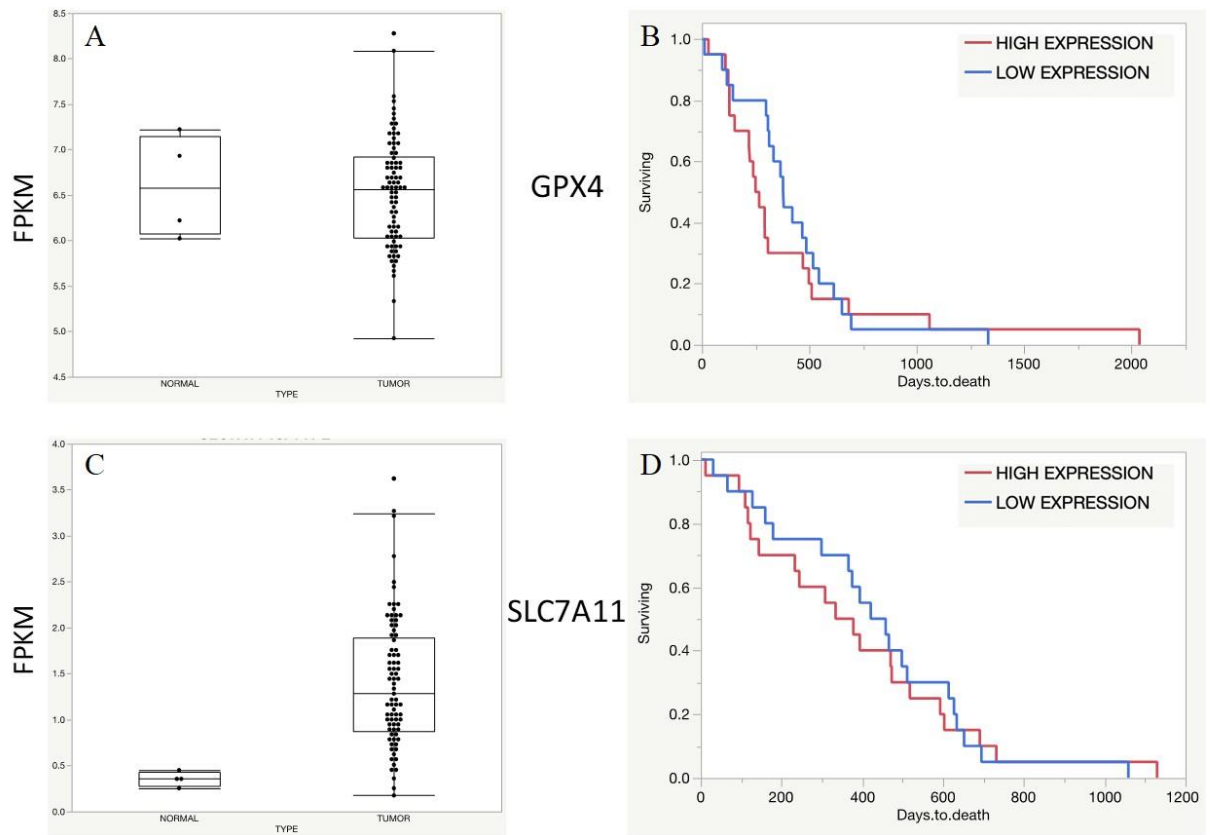 A
8.5
8.0
7.5
7.0
6.5
6.0
5.5
5.0
4.5
FPKM
NORMAL
TUMOR
TYPE
GPX4
B
HIGH EXPRESSION
LOW EXPRESSION
1.0
0.8
0.6
0.4
0.2
0.0
Surviving
0
500
1000
1500
2000
Days.to.death
C
4.0
3.5
3.0
2.5
2.0
1.5
1.0
0.5
0.0
FPKM
NORMAL
TUMOR
TYPE
SLC7A11
D
HIGH EXPRESSION
LOW EXPRESSION
1.0
0.8
0.6
0.4
0.2
0.0
Surviving
0
200
400
600
800
1000
1200
Days.to.death